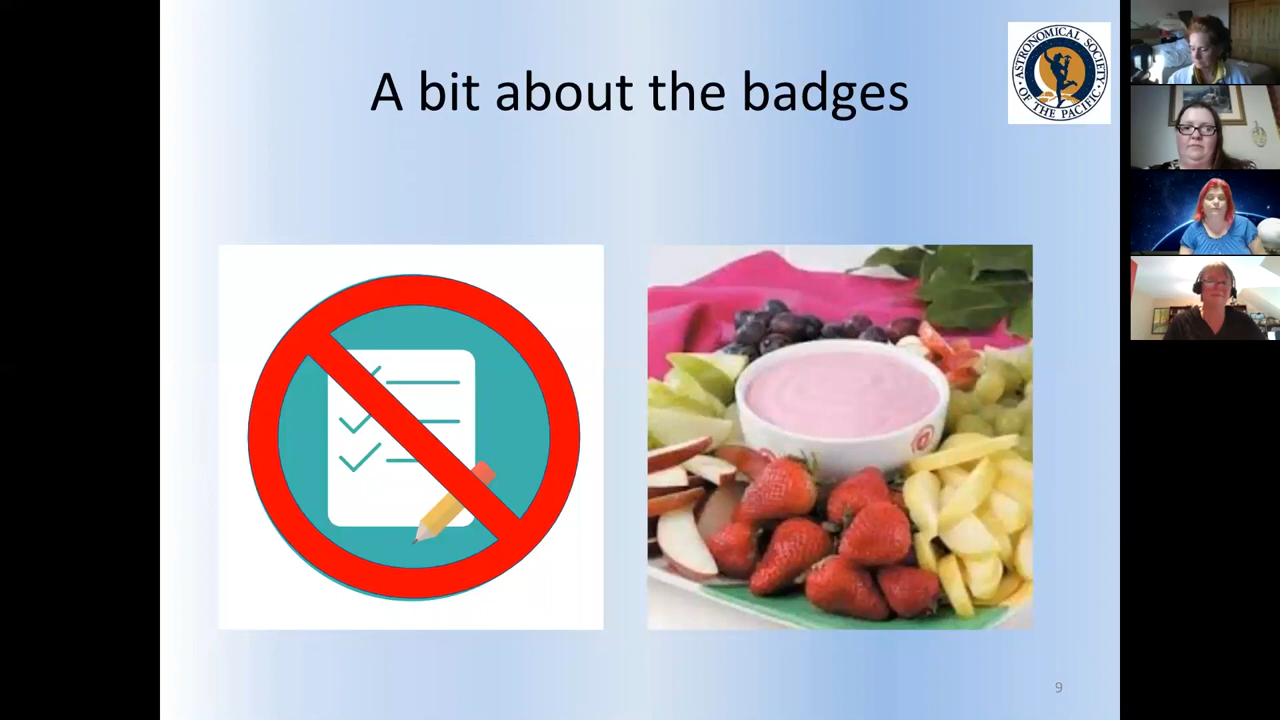 A bit about the badges
ASTRONOMICAL SOCIETY
OF THE PACIFIC
9